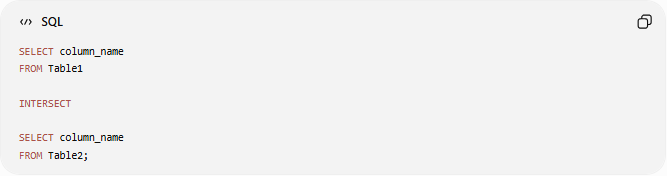 SQL
SELECT column_name
FROM Table1
INTERSECT
SELECT column_name
FROM Table2;